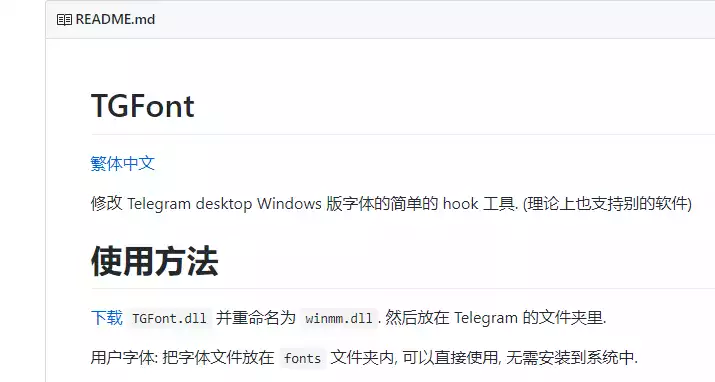 README.md
TGFont
繁体中文
修改 Telegram desktop Windows 版字体的简单的 hook 工具. (理论上也支持别的软件)
使用方法
下载 TGFont.dll 并重命名为 winmm.dll . 然后放在 Telegram 的文件夹里.
用户字体: 把字体文件放在 fonts 文件夹内, 可以直接使用, 无需安装到系统中.